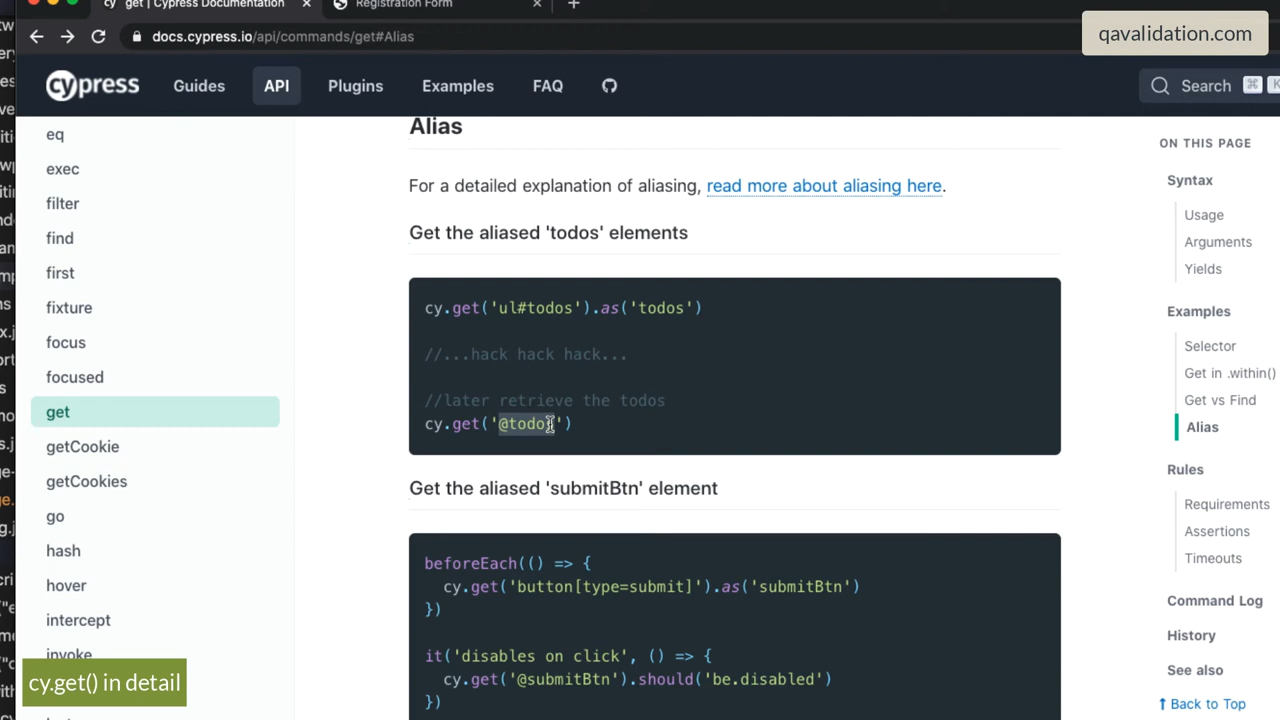 get | Cypress Documentation
Registration Form
docs.cypress.io/api/commands/get#Alias
qavalidation.com
cypress
Guides
API
Plugins
Examples
FAQ
Search
eq
exec
filter
find
first
fixture
focus
focused
get
getCookie
getCookies
go
hash
hover
intercept
invoke
Alias
For a detailed explanation of aliasing, read more about aliasing here.
Get the aliased 'todos' elements
cy.get('ul#todos').as('todos')
//...hack hack hack...
//later retrieve the todos
cy.get('@todos')
Get the aliased 'submitBtn' element
beforeEach(() => {
cy.get('button[type=submit]').as('submitBtn')
})
it('disables on click', () => {
cy.get('@submitBtn').should('be.disabled')
})
ON THIS PAGE
Syntax
Usage
Arguments
Yields
Examples
Selector
Get in .within()
Get vs Find
Alias
Rules
Requirements
Assertions
Timeouts
Command Log
History
See also
Back to Top
cy.get() in detail